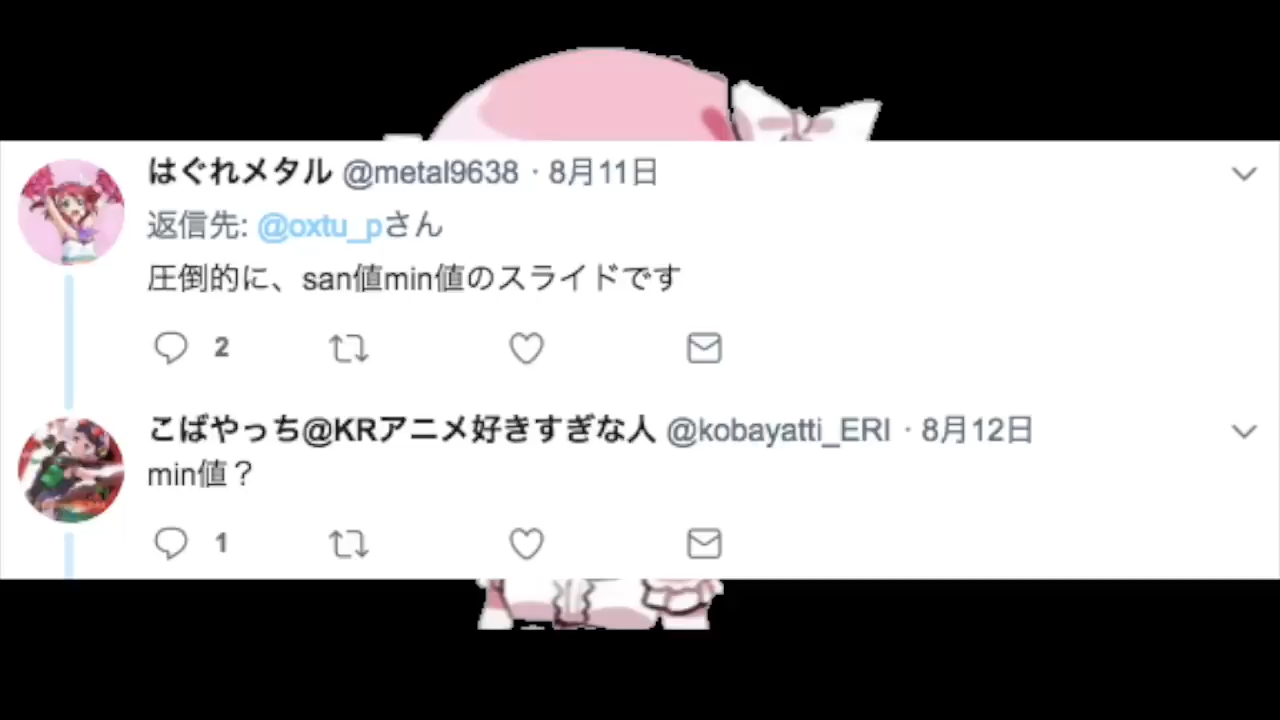 はぐれメタル @metal9638 · 8月11日
返信先: @oxtu_pさん
圧倒的に、san値min値のスライドです
2
こばやっち@KRアニメ好きすぎな人 @kobayatti_ERI · 8月12日
min値？
1